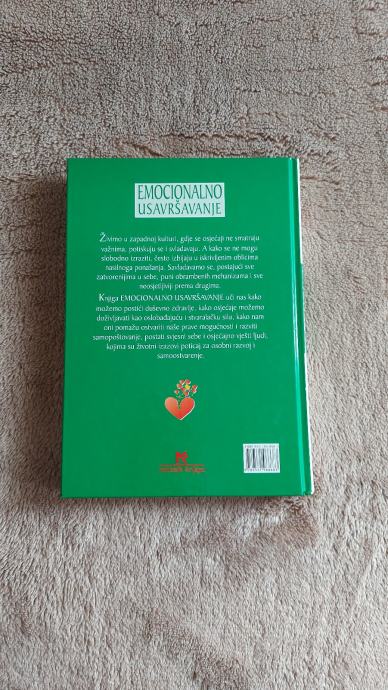 EMOCIONALNO
USAVRŠAVANJE
Živimo u zapadnoj kulturi, gdje se osjećaji ne smatraju
važnima, potiskuju se i svladavaju. A kako se ne mogu
slobodno izraziti, često izbijaju u iskrivljenim oblicima
nasilnoga ponašanja. Savladavamo se, postajući sve
zatvorenijima u sebe, puni obrambenih mehanizama i sve
neosjetljiviji prema drugima.
Knjiga EMOCIONALNO USAVRŠAVANJE uči nas kako
možemo postići duševno zdravlje, kako osjećaje možemo
doživljavati kao oslobađajuću i stvaralačku silu, kako nam
oni pomažu ostvariti naše prave mogućnosti i razviti
samopoštovanje, postati svjesni sebe i osjećajno vješti ljudi,
kojima su životni izazovi poticaj za osobni razvoj i
samoostvarenje.
mozaik knjiga